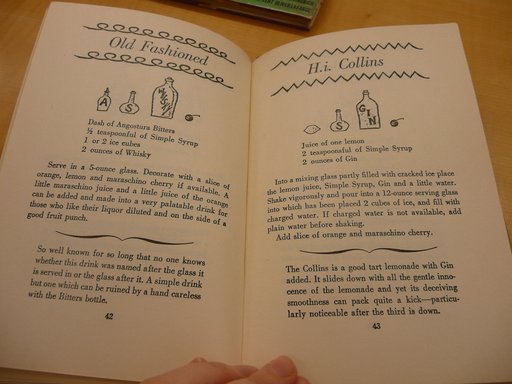 Old Fashioned
A
S
WHISKY
Dash of Angostura Bitters
½ teaspoonful of Simple Syrup
1 or 2 ice cubes
2 ounces of Whisky
Serve in a 5-ounce glass. Decorate with a slice of
orange, lemon and maraschino cherry if available. A
little maraschino juice and a little juice of the orange
can be added and made into a very palatable drink for
those who like their liquor diluted and on the side of a
good fruit punch.
So well known for so long that no one knows
whether this drink was named after the glass it
is served in or the glass after it. A simple drink
but one which can be ruined by a hand careless
with the Bitters bottle.
42
H.i. Collins
S
GIN
Juice of one lemon
2 teaspoonsful of Simple Syrup
2 ounces of Gin
Into a mixing glass partly filled with cracked ice place
the lemon juice, Simple Syrup, Gin and a little water.
Shake vigorously and pour into a 12-ounce serving glass
into which has been placed 2 cubes of ice, and fill with
charged water. If charged water is not available, add
plain water before shaking.
Add slice of orange and maraschino cherry.
The Collins is a good tart lemonade with Gin
added. It slides down with all the gentle inno-
cence of the lemonade and yet its deceiving
smoothness can pack quite a kick—particu-
larly noticeable after the third is down.
43